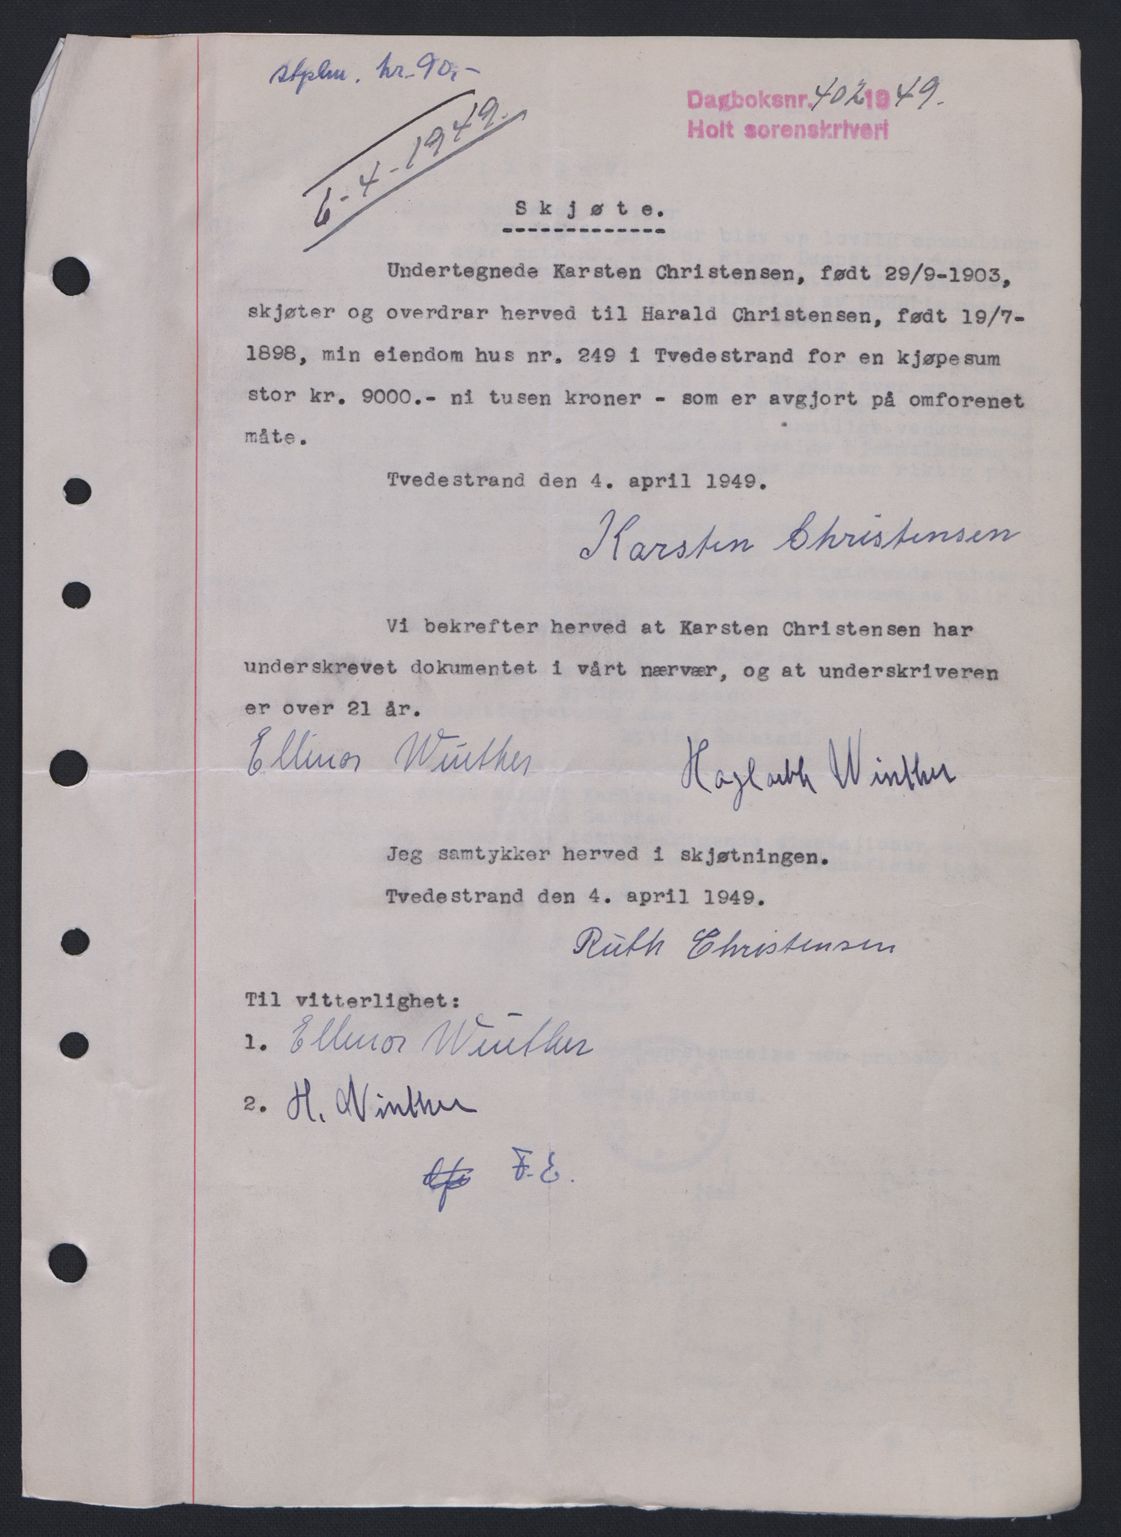 kr. 90,-
Dagboksnr. 402 1949.
Holt sorenskriveri
6-4-1949.
Skjøte.
Undertegnede Karsten Christensen, født 29/9-1903,
skjøter og overdrar herved til Harald Christensen, født 19/7-
1898, min eiendom hus nr. 249 i Tvedestrand for en kjøpesum
stor kr. 9000.- ni tusen kroner - som er avgjort på omforenet
måte.
Tvedestrand den 4. april 1949.
Karsten Christensen
Vi bekrefter herved at Karsten Christensen har
underskrevet dokumentet i vårt nærvær, og at underskriveren
er over 21 år.
Ellinor Winther Winther
Jeg samtykker herved i skjøtningen.
Tvedestrand den 4. april 1949.
Ruth Christensen
Til vitterlighet:
1. Ellinor Winther
2. H. Winther
F.E.